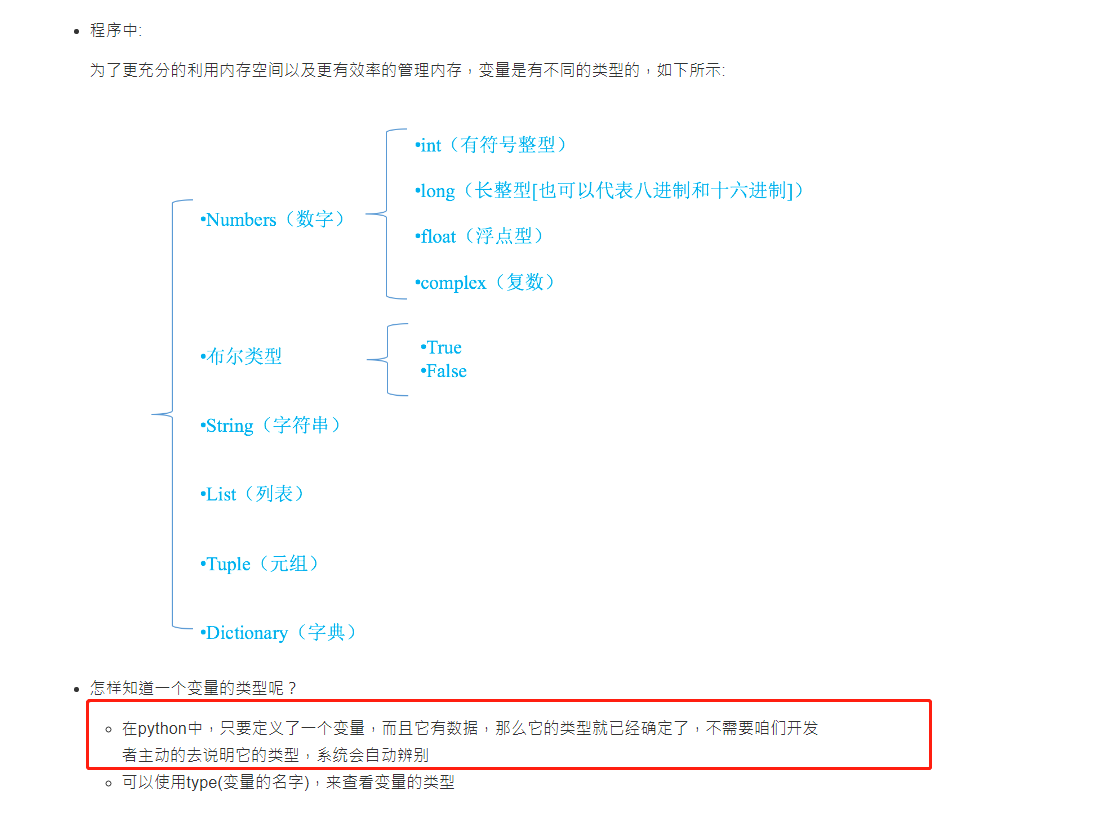 程序中:
为了更充分的利用内存空间以及更有效率的管理内存，变量是有不同的类型的，如下所示:
•int（有符号整型）
•long（长整型[也可以代表八进制和十六进制]）
•Numbers（数字）
•float（浮点型）
•complex（复数）
•True
•布尔类型
•False
•String（字符串）
•List（列表）
•Tuple（元组）
•Dictionary（字典）
怎样知道一个变量的类型呢？
在python中，只要定义了一个变量，而且它有数据，那么它的类型就已经确定了，不需要咱们开发
者主动的去说明它的类型，系统会自动辨别
可以使用type(变量的名字)，来查看变量的类型